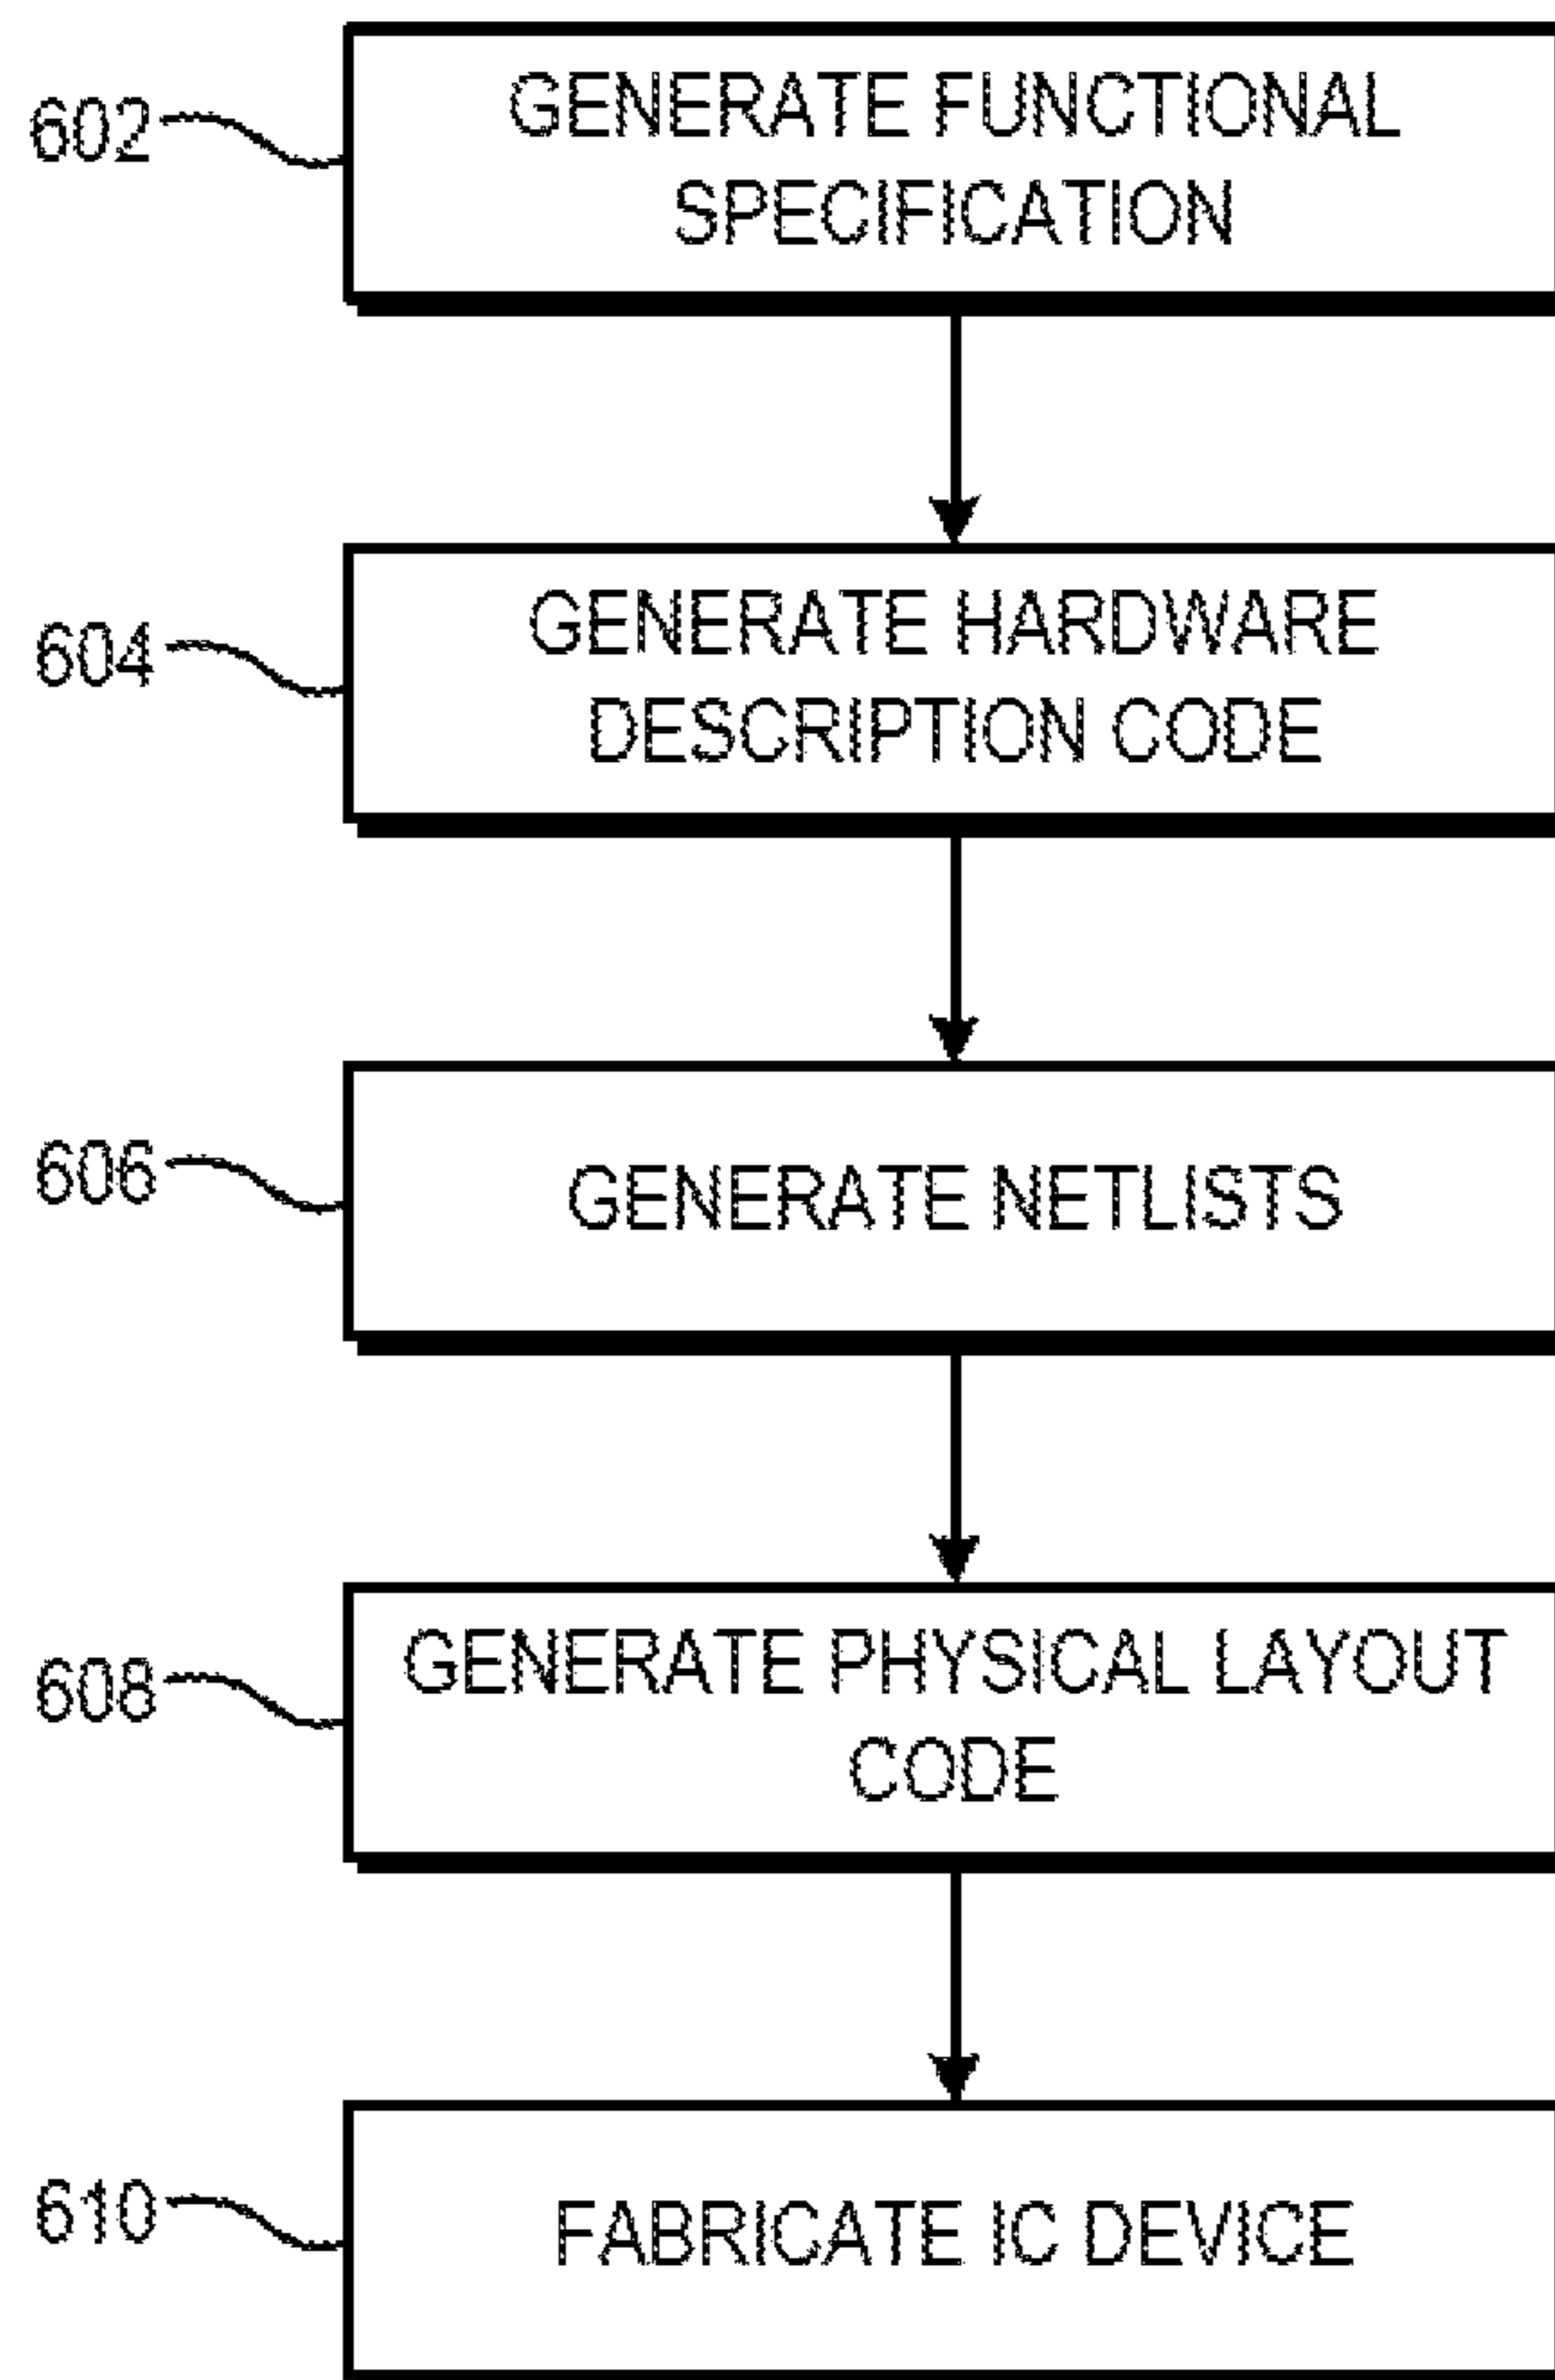 602
GENERATE FUNCTIONAL
SPECIFICATION
604
GENERATE HARDWARE
DESCRIPTION CODE
606
GENERATE NETLISTS
608
GENERATE PHYSICAL LAYOUT
CODE
610
FABRICATE IC DEVICE